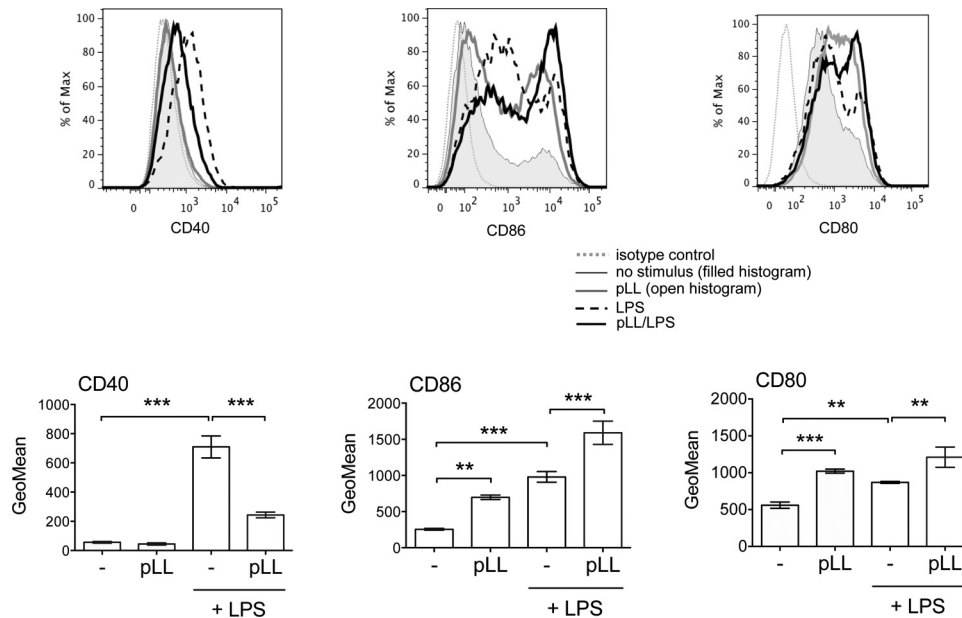 % of Max
100
80
60
40
20
0
0 10³ 10⁴ 10⁵
CD40
% of Max
100
80
60
40
20
0
0 10² 10³ 10⁴ 10⁵
CD86
% of Max
100
80
60
40
20
0
0 10² 10³ 10⁴ 10⁵
CD80
isotype control
no stimulus (filled histogram)
pLL (open histogram)
LPS
pLL/LPS
CD40
GeoMean
1000
800
600
400
200
0
*** ***
- pLL - pLL
+ LPS
CD86
GeoMean
2000
1500
1000
500
0
***
***
**
- pLL - pLL
+ LPS
CD80
GeoMean
2000
1500
1000
500
0
** **
***
- pLL - pLL
+ LPS